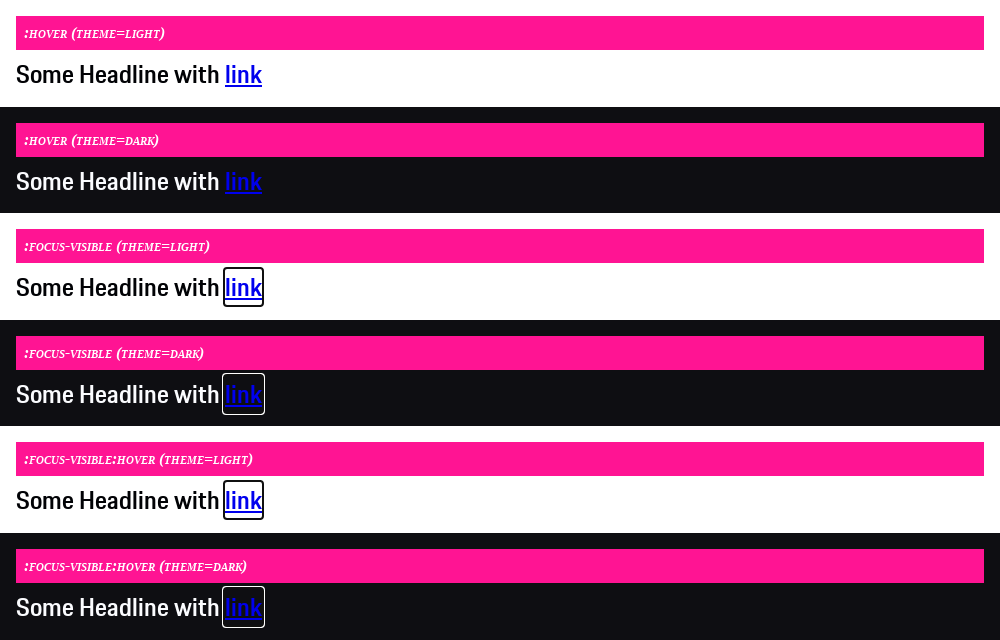 :hover (theme=light)
Some Headline with link
:hover (theme=dark)
Some Headline with link
:focus-visible (theme=light)
Some Headline with link
:focus-visible (theme=dark)
Some Headline with link
:focus-visible:hover (theme=light)
Some Headline with link
:focus-visible:hover (theme=dark)
Some Headline with link